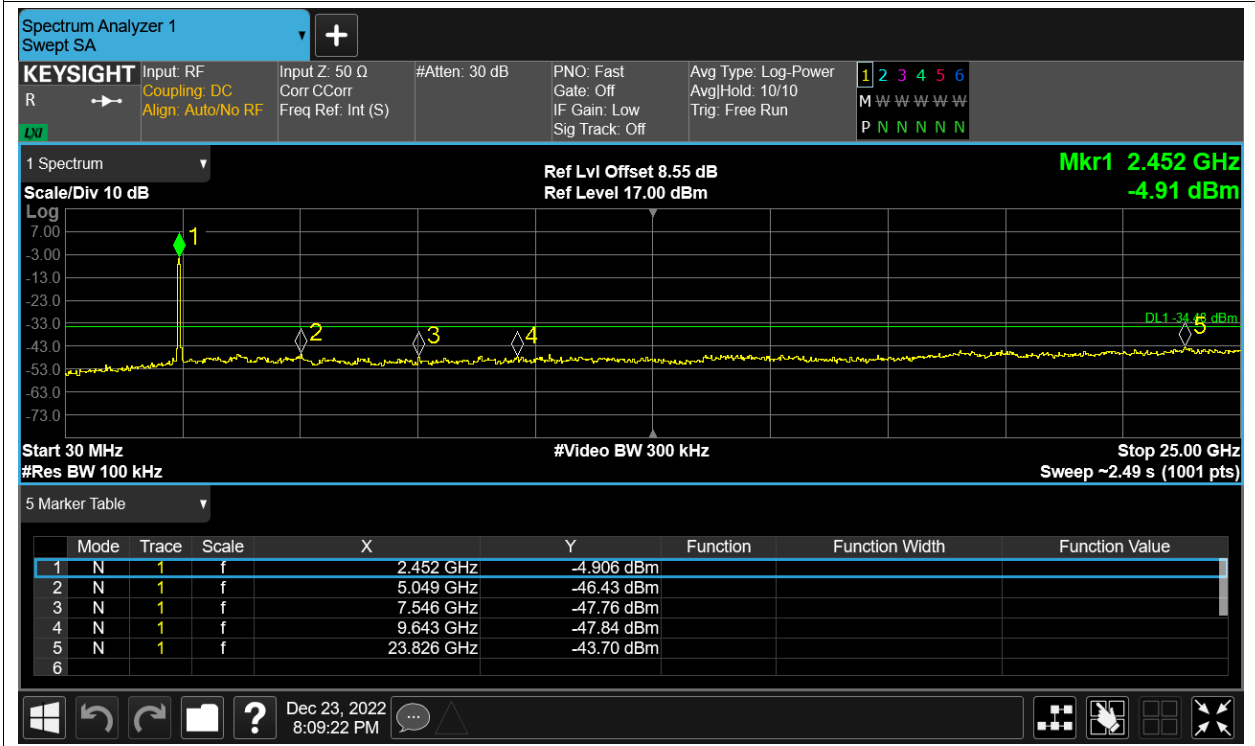 Spectrum Analyzer 1
Swept SA
KEYSIGHT
R
LXI
Input: RF
Coupling: DC
Align: Auto/No RF
Input Z: 50 Ω
Corr CCorr
Freq Ref: Int (S)
#Atten: 30 dB
PNO: Fast
Gate: Off
IF Gain: Low
Sig Track: Off
Avg Type: Log-Power
Avg|Hold: 10/10
Trig: Free Run
1 2 3 4 5 6
M W W W W W
P N N N N N
1 Spectrum
Scale/Div 10 dB
Ref Lvl Offset 8.55 dB
Ref Level 17.00 dBm
Mkr1 2.452 GHz
-4.91 dBm
Log
7.00
-3.00
-13.0
-23.0
-33.0
-43.0
-53.0
-63.0
-73.0
1
2
3
4
5
DL1 -34.48 dBm
Start 30 MHz
#Video BW 300 kHz
Stop 25.00 GHz
#Res BW 100 kHz
Sweep ~2.49 s (1001 pts)
5 Marker Table
Mode Trace Scale X Y Function Function Width Function Value
1 N 1 f 2.452 GHz -4.906 dBm
2 N 1 f 5.049 GHz -46.43 dBm
3 N 1 f 7.546 GHz -47.76 dBm
4 N 1 f 9.643 GHz -47.84 dBm
5 N 1 f 23.826 GHz -43.70 dBm
6
?
Dec 23, 2022
8:09:22 PM